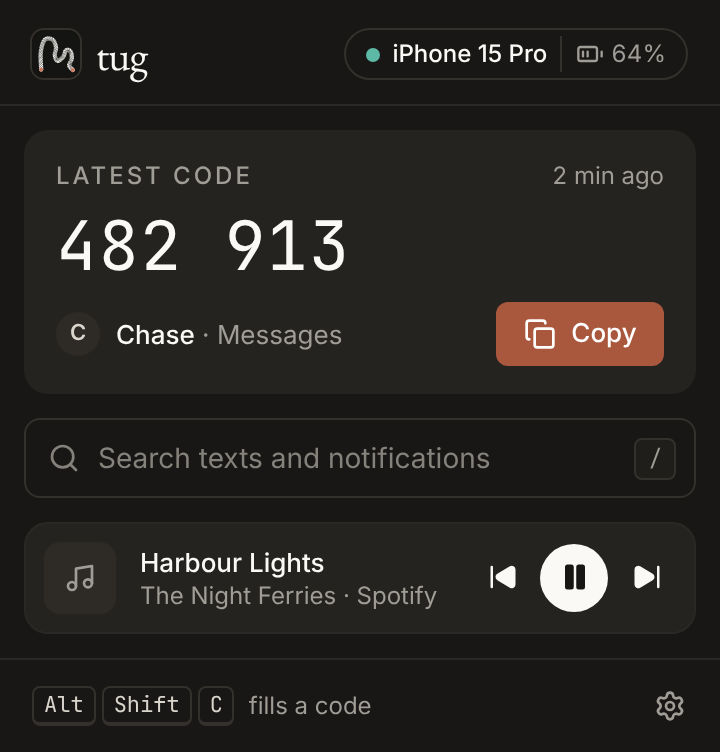 tug
iPhone 15 Pro
64%
LATEST CODE
2 min ago
482 913
C
Chase · Messages
Copy
Search texts and notifications
/
Harbour Lights
The Night Ferries · Spotify
Alt Shift C fills a code